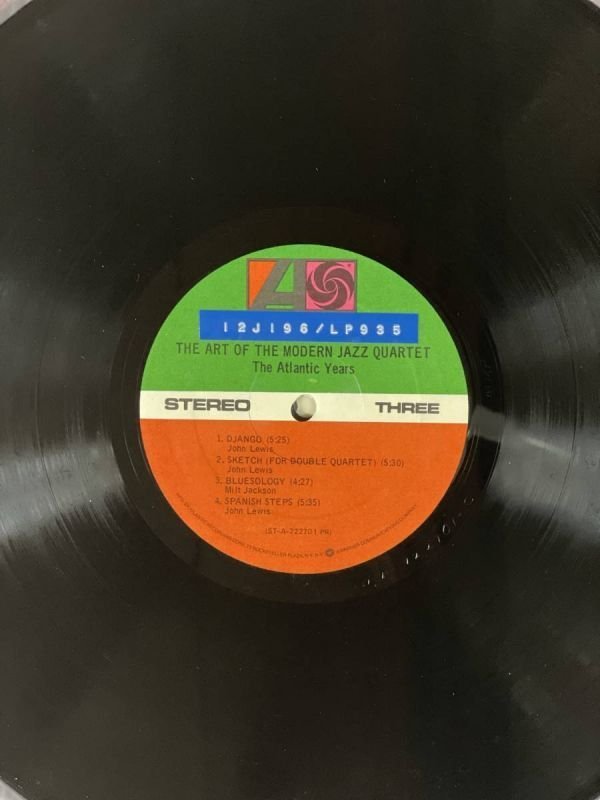 12J196/LP935
THE ART OF THE MODERN JAZZ QUARTET
The Atlantic Years
STEREO THREE
1. DJANGO (5:25)
John Lewis
2. SKETCH (FOR DOUBLE QUARTET) (5:30)
John Lewis
3. BLUESOLOGY (4:27)
Milt Jackson
4. SPANISH STEPS (5:35)
John Lewis
(ST-A-722701 PR)